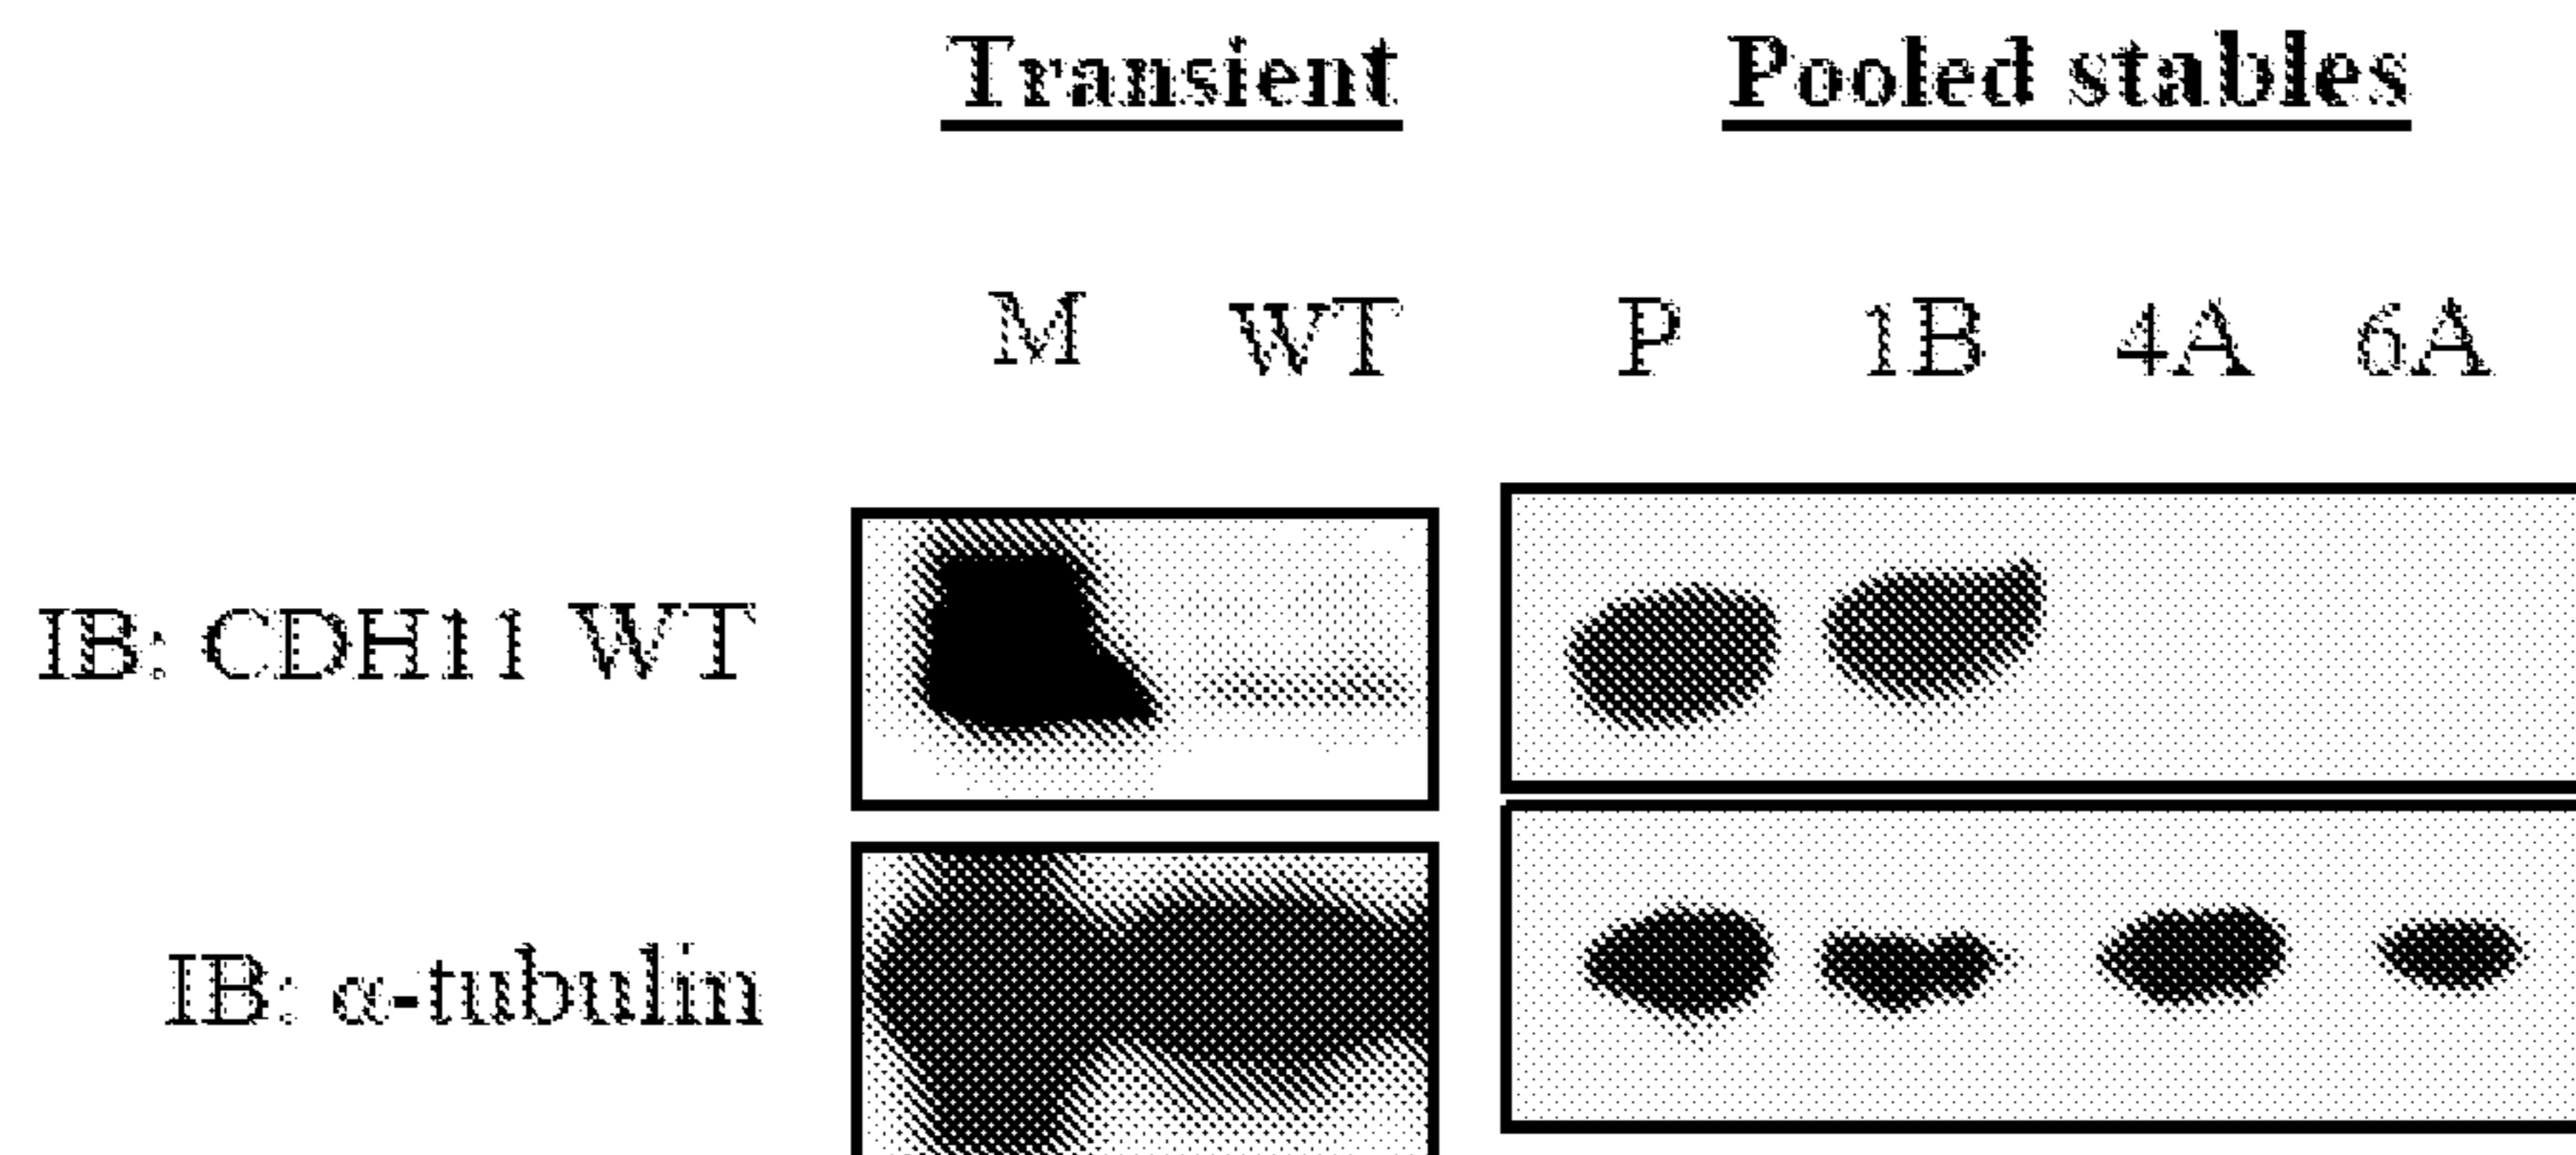 Transient Pooled stables
M WT P 1B 4A 6A
IB: CDH11 WT
IB: α-tubulin